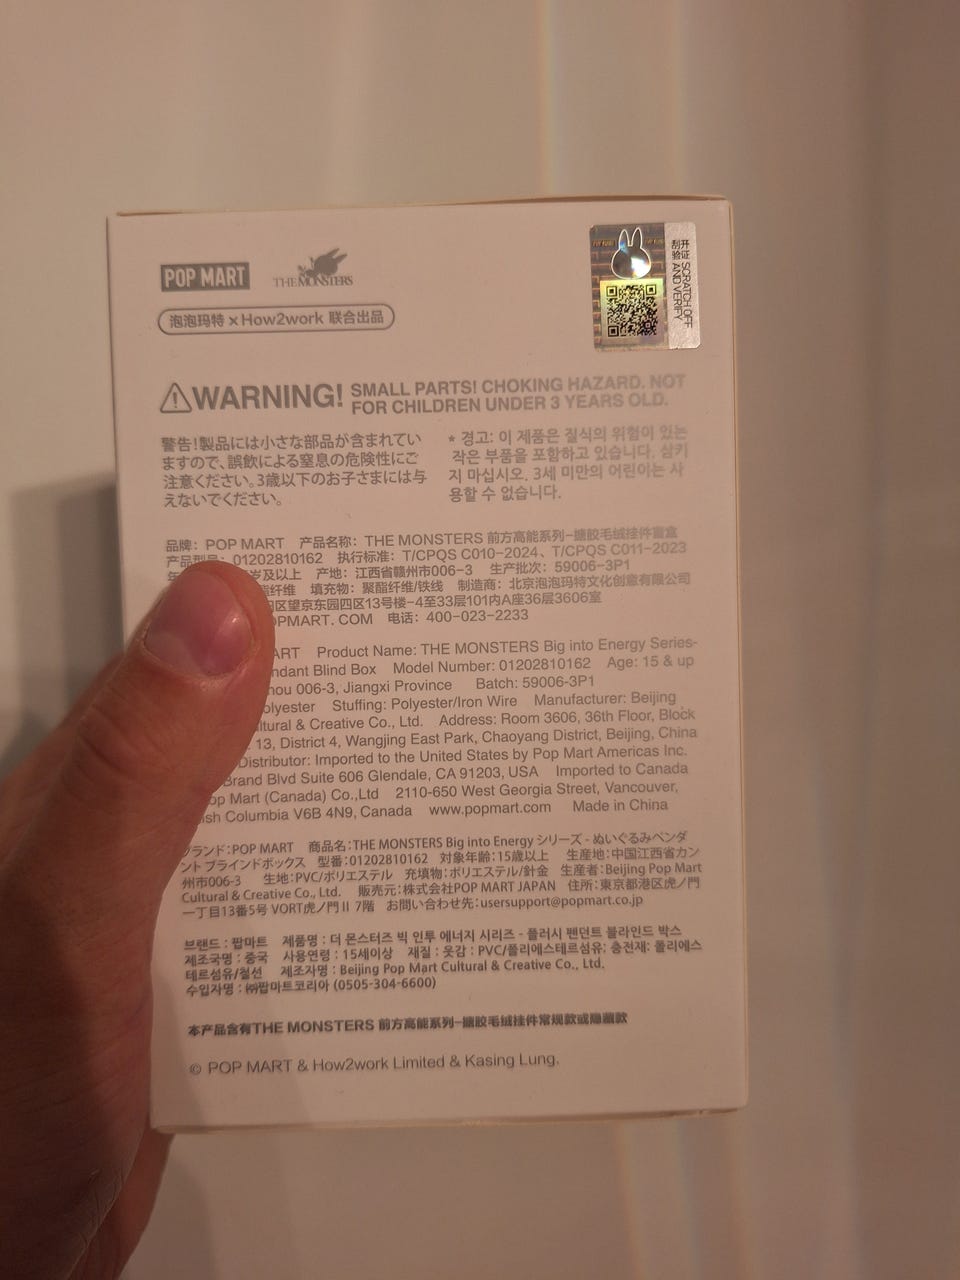 POP MART
THE MONSTERS
泡泡玛特 × How2work 联合出品
刮开验证 SCRATCH OFF AND VERIFY
⚠WARNING! SMALL PARTS! CHOKING HAZARD. NOT
FOR CHILDREN UNDER 3 YEARS OLD.
警告！製品には小さな部品が含まれてい
ますので、誤飲による窒息の危険性にご
注意ください。3歳以下のお子さまには与
えないでください。
* 경고: 이 제품은 질식의 위험이 있는
작은 부품을 포함하고 있습니다. 삼키
지 마십시오. 3세 미만의 어린이는 사
용할 수 없습니다.
品牌：POP MART 产品名称：THE MONSTERS 前方高能系列-搪胶毛绒挂件盲盒
产品型号：01202810162 执行标准：T/CPQS C010-2024、T/CPQS C011-2023
岁及以上 产地：江西省赣州市006-3 生产批次：59006-3P1
酯纤维 填充物：聚酯纤维/铁线 制造商：北京泡泡玛特文化创意有限公司
区望京东园四区13号楼-4至33层101内A座36层3606室
OPMART. COM 电话：400-023-2233
ART Product Name: THE MONSTERS Big into Energy Series-
ndant Blind Box Model Number: 01202810162 Age: 15 & up
hou 006-3, Jiangxi Province Batch: 59006-3P1
olyester Stuffing: Polyester/Iron Wire Manufacturer: Beijing
ltural & Creative Co., Ltd. Address: Room 3606, 36th Floor, Block
13, District 4, Wangjing East Park, Chaoyang District, Beijing, China
Distributor: Imported to the United States by Pop Mart Americas Inc.
Brand Blvd Suite 606 Glendale, CA 91203, USA Imported to Canada
op Mart (Canada) Co.,Ltd 2110-650 West Georgia Street, Vancouver,
sh Columbia V6B 4N9, Canada www.popmart.com Made in China
ブランド：POP MART 商品名：THE MONSTERS Big into Energy シリーズ - ぬいぐるみペンダ
ント ブラインドボックス 型番：01202810162 対象年齢：15歳以上 生産地：中国江西省カン
州市006-3 生地：PVC/ポリエステル 充填物：ポリエステル/針金 生産者：Beijing Pop Mart
Cultural & Creative Co., Ltd. 販売元：株式会社POP MART JAPAN 住所：東京都港区虎ノ門
一丁目13番5号 VORT虎ノ門Ⅱ 7階 お問い合わせ先：usersupport@popmart.co.jp
브랜드 : 팝마트 제품명 : 더 몬스터즈 빅 인투 에너지 시리즈 - 플러시 펜던트 블라인드 박스
제조국명 : 중국 사용연령 : 15세이상 재질 : 옷감 : PVC/폴리에스테르섬유; 충전재: 폴리에스
테르섬유/철선 제조자명 : Beijing Pop Mart Cultural & Creative Co., Ltd.
수입자명 : ㈜팝마트코리아 (0505-304-6600)
本产品含有THE MONSTERS 前方高能系列-搪胶毛绒挂件常规款或隐藏款
© POP MART & How2work Limited & Kasing Lung.